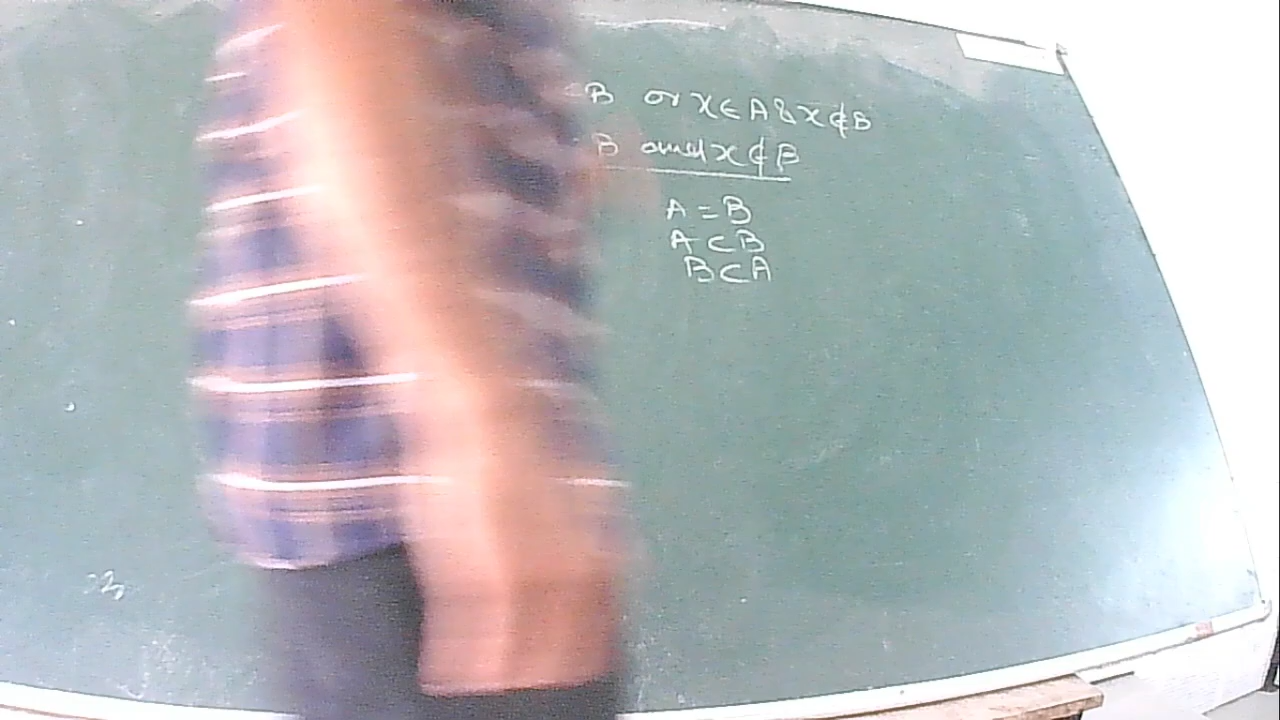 ⊂B or x∈A & x∉B
B and x∉B
A = B
A ⊂ B
B ⊂ A